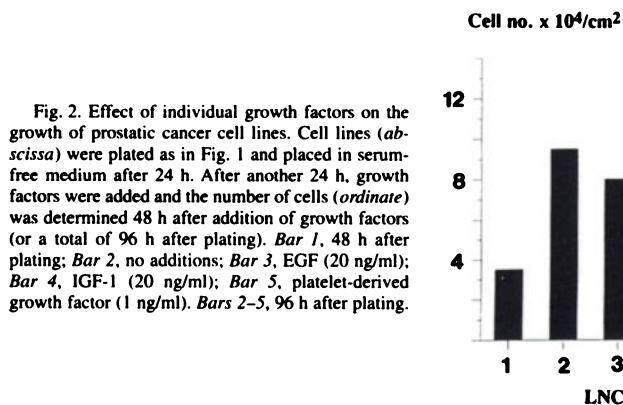 Cell no. x 10⁴/cm²
Fig. 2. Effect of individual growth factors on the
growth of prostatic cancer cell lines. Cell lines (ab-
scissa) were plated as in Fig. 1 and placed in serum-
free medium after 24 h. After another 24 h, growth
factors were added and the number of cells (ordinate)
was determined 48 h after addition of growth factors
(or a total of 96 h after plating). Bar 1, 48 h after
plating; Bar 2, no additions; Bar 3, EGF (20 ng/ml);
Bar 4, IGF-1 (20 ng/ml); Bar 5, platelet-derived
growth factor (1 ng/ml). Bars 2–5, 96 h after plating.
12
8
4
1 2 3
LNC